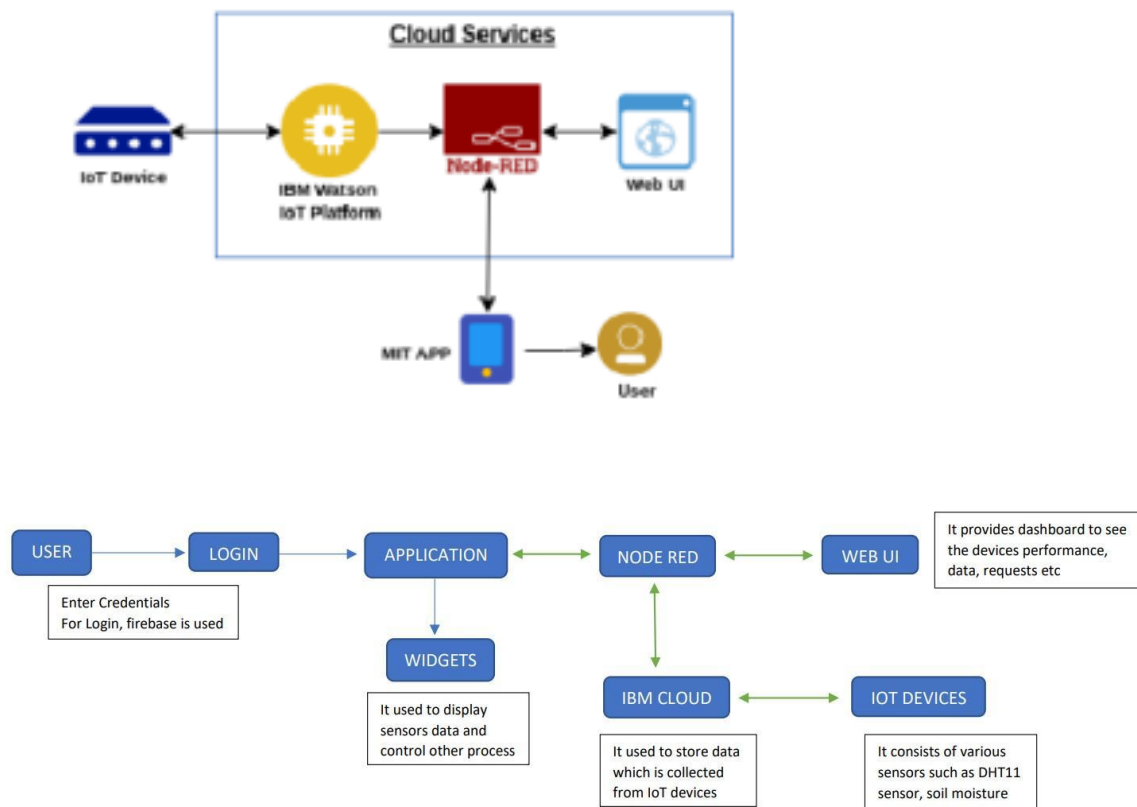 Cloud Services
IoT Device
IBM Watson
IoT Platform
Node-RED
Web UI
MIT APP
User
USER
LOGIN
APPLICATION
NODE RED
WEB UI
It provides dashboard to see
the devices performance,
data, requests etc
Enter Credentials
For Login, firebase is used
WIDGETS
It used to display
sensors data and
control other process
IBM CLOUD
It used to store data
which is collected
from IoT devices
IOT DEVICES
It consists of various
sensors such as DHT11
sensor, soil moisture